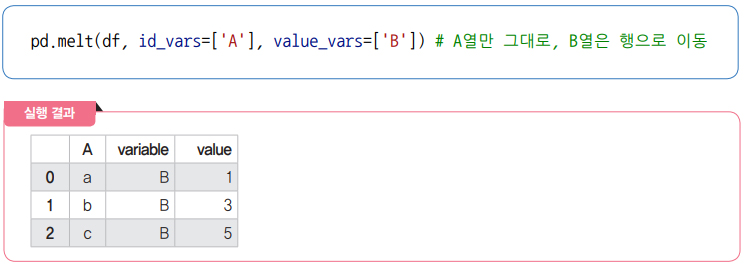 pd.melt(df, id_vars=['A'], value_vars=['B']) # A열만 그대로, B열은 행으로 이동
실행 결과
A variable value
0 a B 1
1 b B 3
2 c B 5